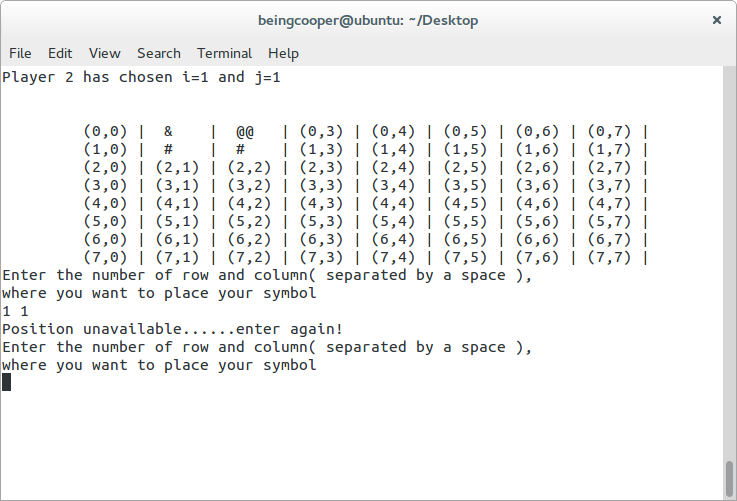 beingcooper@ubuntu: ~/Desktop
File Edit View Search Terminal Help
Player 2 has chosen i=1 and j=1
(0,0) |  &    |  @@   | (0,3) | (0,4) | (0,5) | (0,6) | (0,7) |
(1,0) |  #    |  #    | (1,3) | (1,4) | (1,5) | (1,6) | (1,7) |
(2,0) | (2,1) | (2,2) | (2,3) | (2,4) | (2,5) | (2,6) | (2,7) |
(3,0) | (3,1) | (3,2) | (3,3) | (3,4) | (3,5) | (3,6) | (3,7) |
(4,0) | (4,1) | (4,2) | (4,3) | (4,4) | (4,5) | (4,6) | (4,7) |
(5,0) | (5,1) | (5,2) | (5,3) | (5,4) | (5,5) | (5,6) | (5,7) |
(6,0) | (6,1) | (6,2) | (6,3) | (6,4) | (6,5) | (6,6) | (6,7) |
(7,0) | (7,1) | (7,2) | (7,3) | (7,4) | (7,5) | (7,6) | (7,7) |
Enter the number of row and column( separated by a space ),
where you want to place your symbol
1 1
Position unavailable......enter again!
Enter the number of row and column( separated by a space ),
where you want to place your symbol